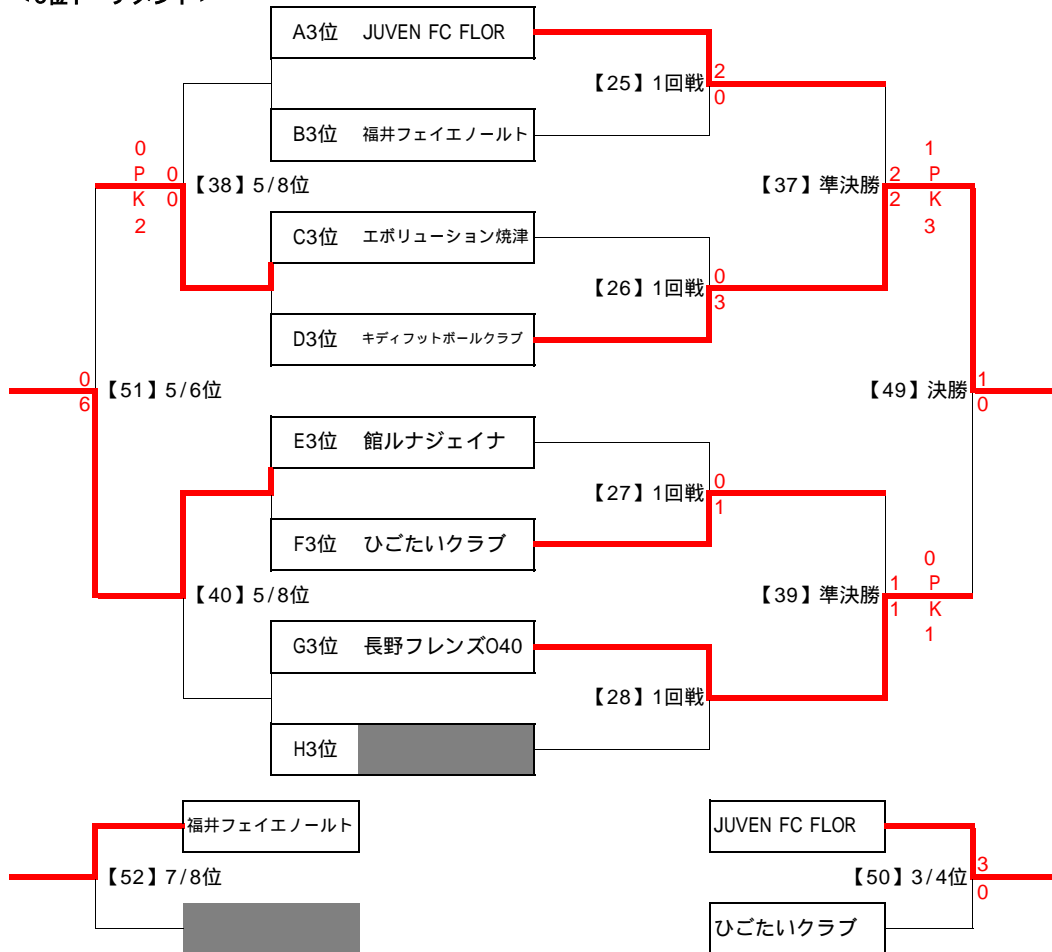 A3位 JUVEN FC FLOR
【25】1回戦
2
0
B3位 福井フェイエノールト
0
PK
2
0
0
【38】5/8位
【37】準決勝
2
2
1
PK
3
C3位 エボリューション焼津
【26】1回戦
0
3
D3位 キディフットボールクラブ
0
6
【51】5/6位
【49】決勝
1
0
E3位 館ルナジェイナ
【27】1回戦
0
1
F3位 ひごたいクラブ
【40】5/8位
【39】準決勝
1
1
0
PK
1
G3位 長野フレンズO40
【28】1回戦
H3位
福井フェイエノールト
JUVEN FC FLOR
【52】7/8位
【50】3/4位
3
0
ひごたいクラブ